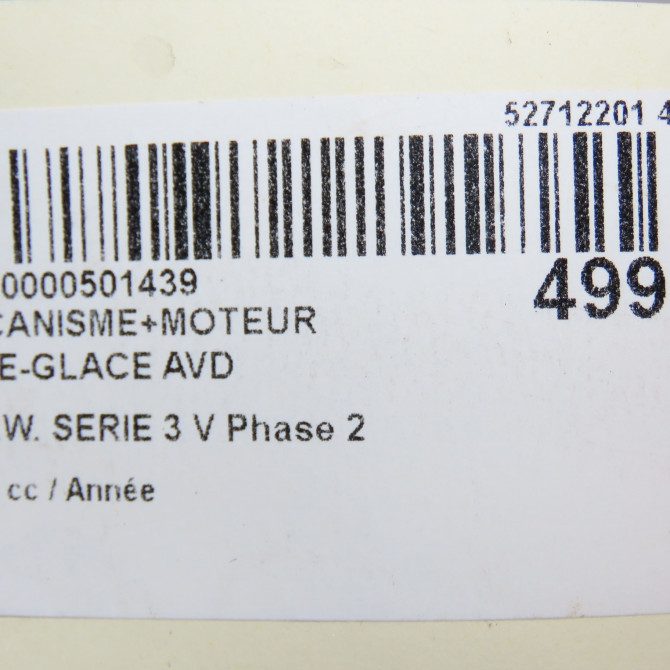 52712201 4
0000501439
499
CANISME+MOTEUR
E-GLACE AVD
.W. SERIE 3 V Phase 2
cc / Année